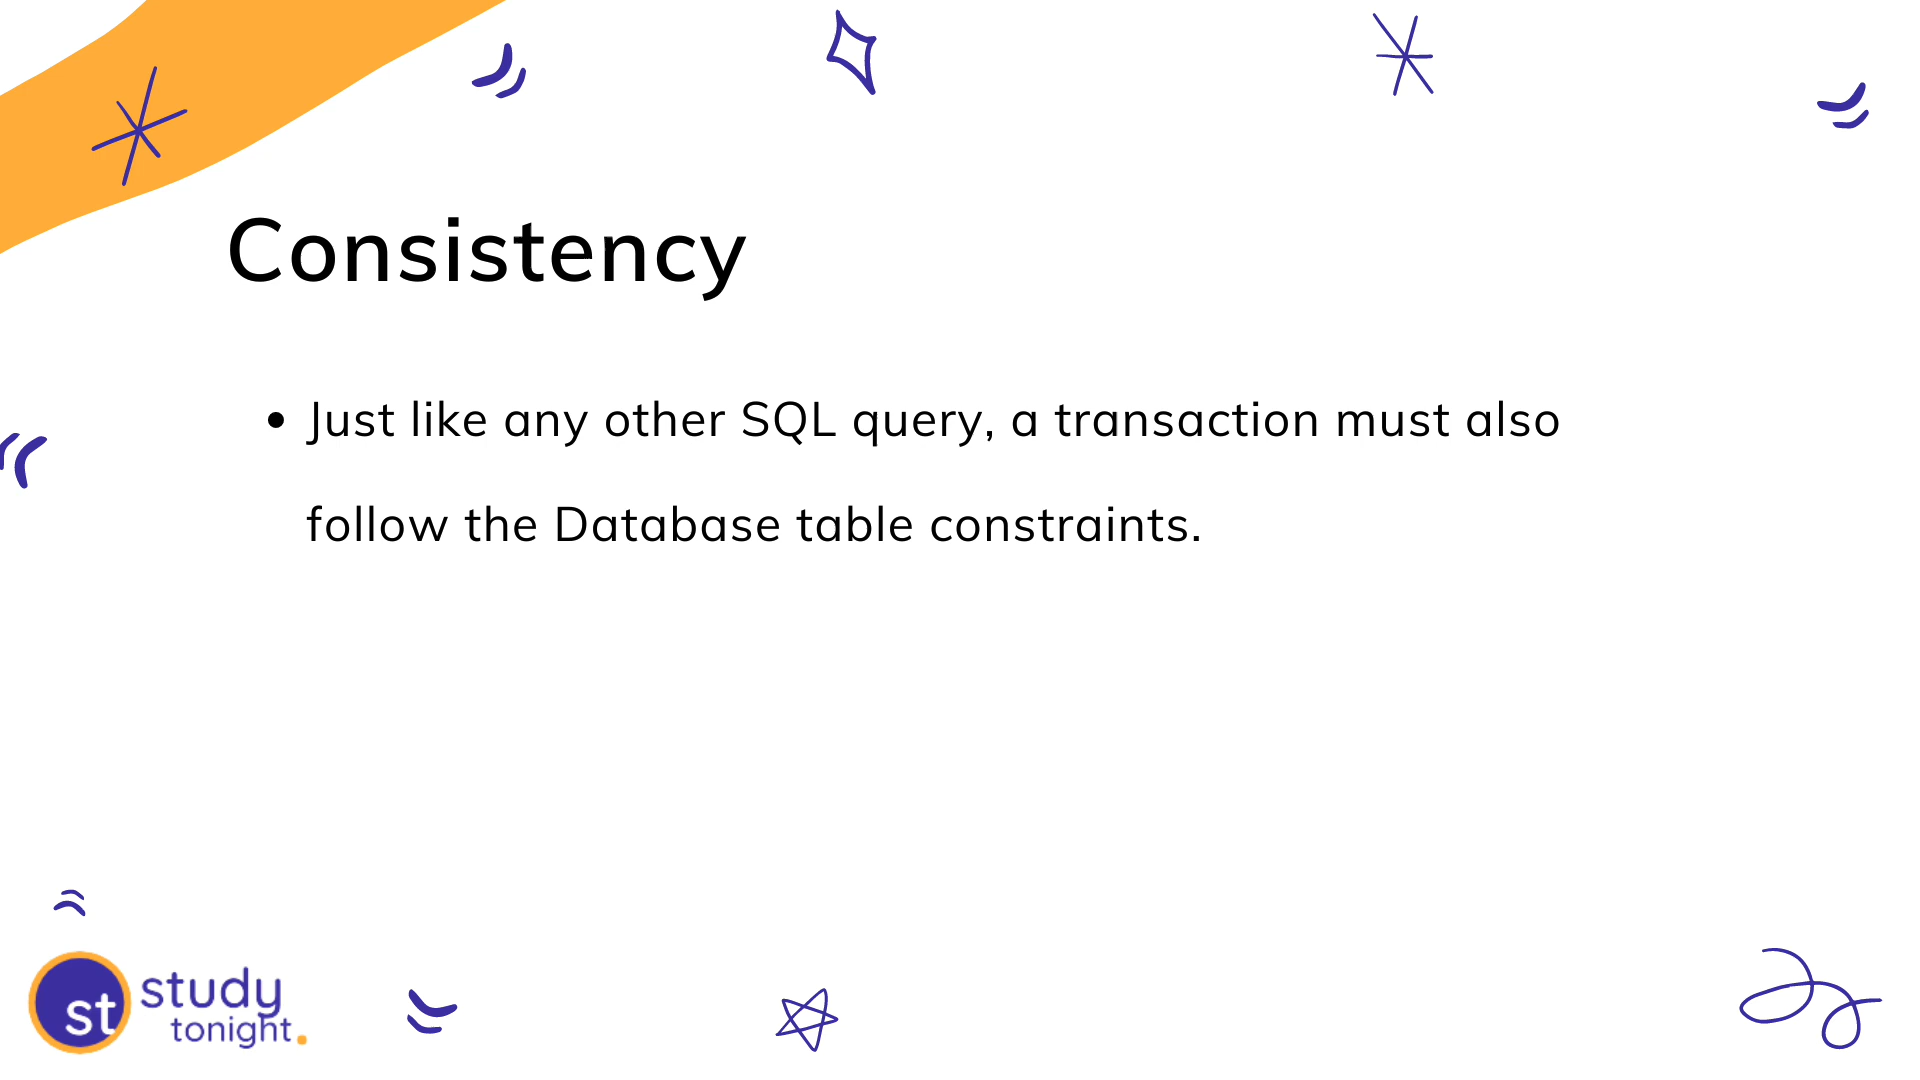 Consistency
• Just like any other SQL query, a transaction must also
follow the Database table constraints.
st
study
tonight.